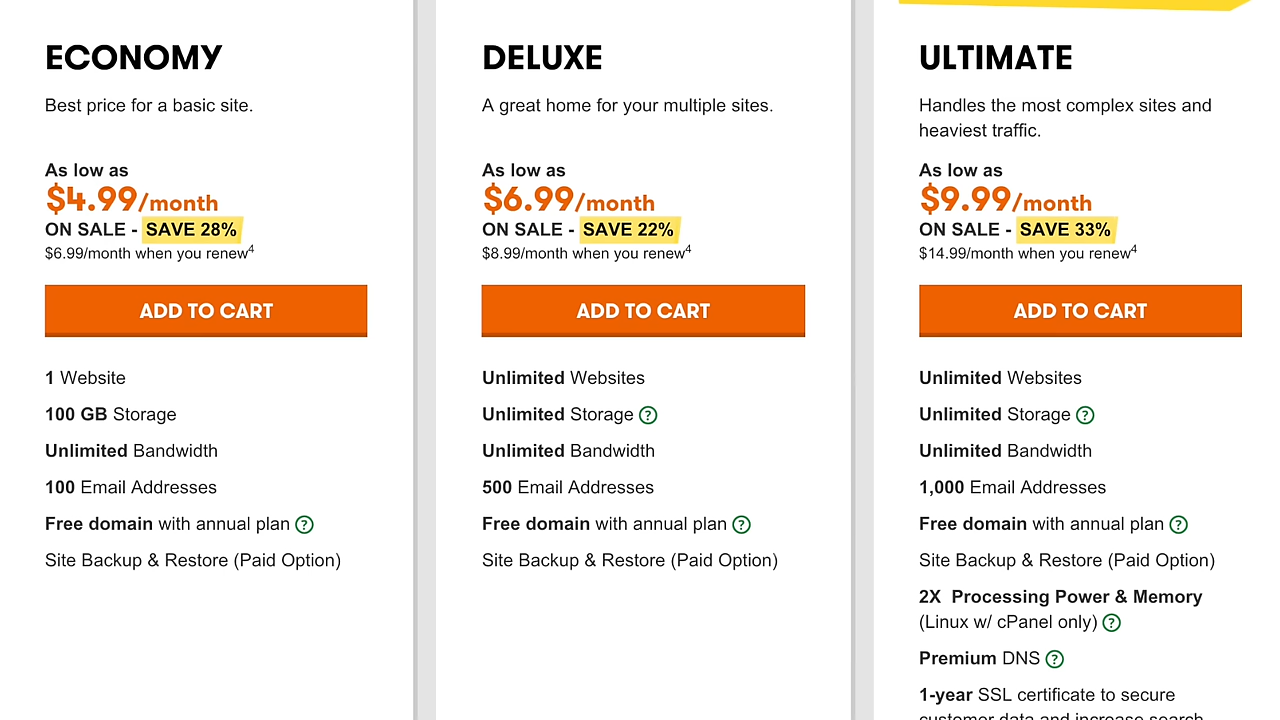 ECONOMY
Best price for a basic site.
As low as
$4.99/month
ON SALE - SAVE 28%
$6.99/month when you renew4
ADD TO CART
1 Website
100 GB Storage
Unlimited Bandwidth
100 Email Addresses
Free domain with annual plan ?
Site Backup & Restore (Paid Option)
DELUXE
A great home for your multiple sites.
As low as
$6.99/month
ON SALE - SAVE 22%
$8.99/month when you renew4
ADD TO CART
Unlimited Websites
Unlimited Storage ?
Unlimited Bandwidth
500 Email Addresses
Free domain with annual plan ?
Site Backup & Restore (Paid Option)
ULTIMATE
Handles the most complex sites and
heaviest traffic.
As low as
$9.99/month
ON SALE - SAVE 33%
$14.99/month when you renew4
ADD TO CART
Unlimited Websites
Unlimited Storage ?
Unlimited Bandwidth
1,000 Email Addresses
Free domain with annual plan ?
Site Backup & Restore (Paid Option)
2X Processing Power & Memory
(Linux w/ cPanel only) ?
Premium DNS ?
1-year SSL certificate to secure
customer data and increase search